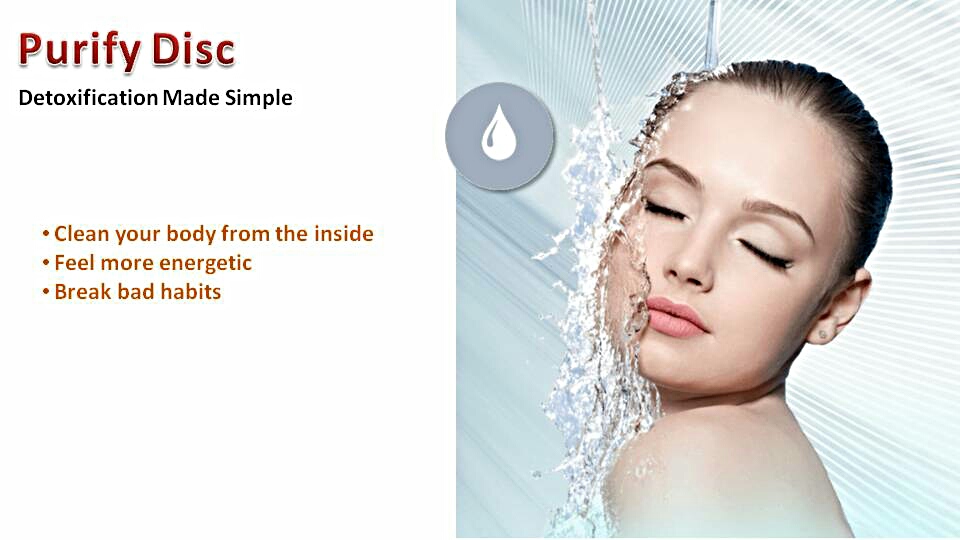 Purify Disc
Detoxification Made Simple
• Clean your body from the inside
• Feel more energetic
• Break bad habits